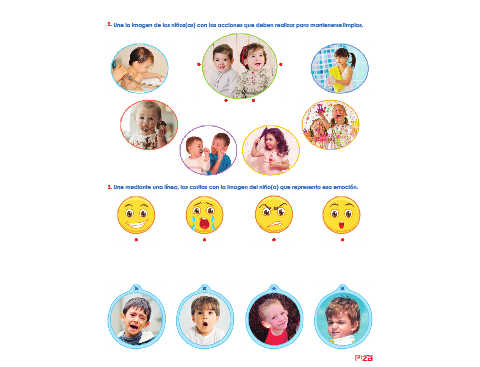 2. Une la imagen de los niños(as) con las acciones que deben realizar para mantenerse limpios.
3. Une mediante una línea, las caritas con la imagen del niño(a) que representa esa emoción.